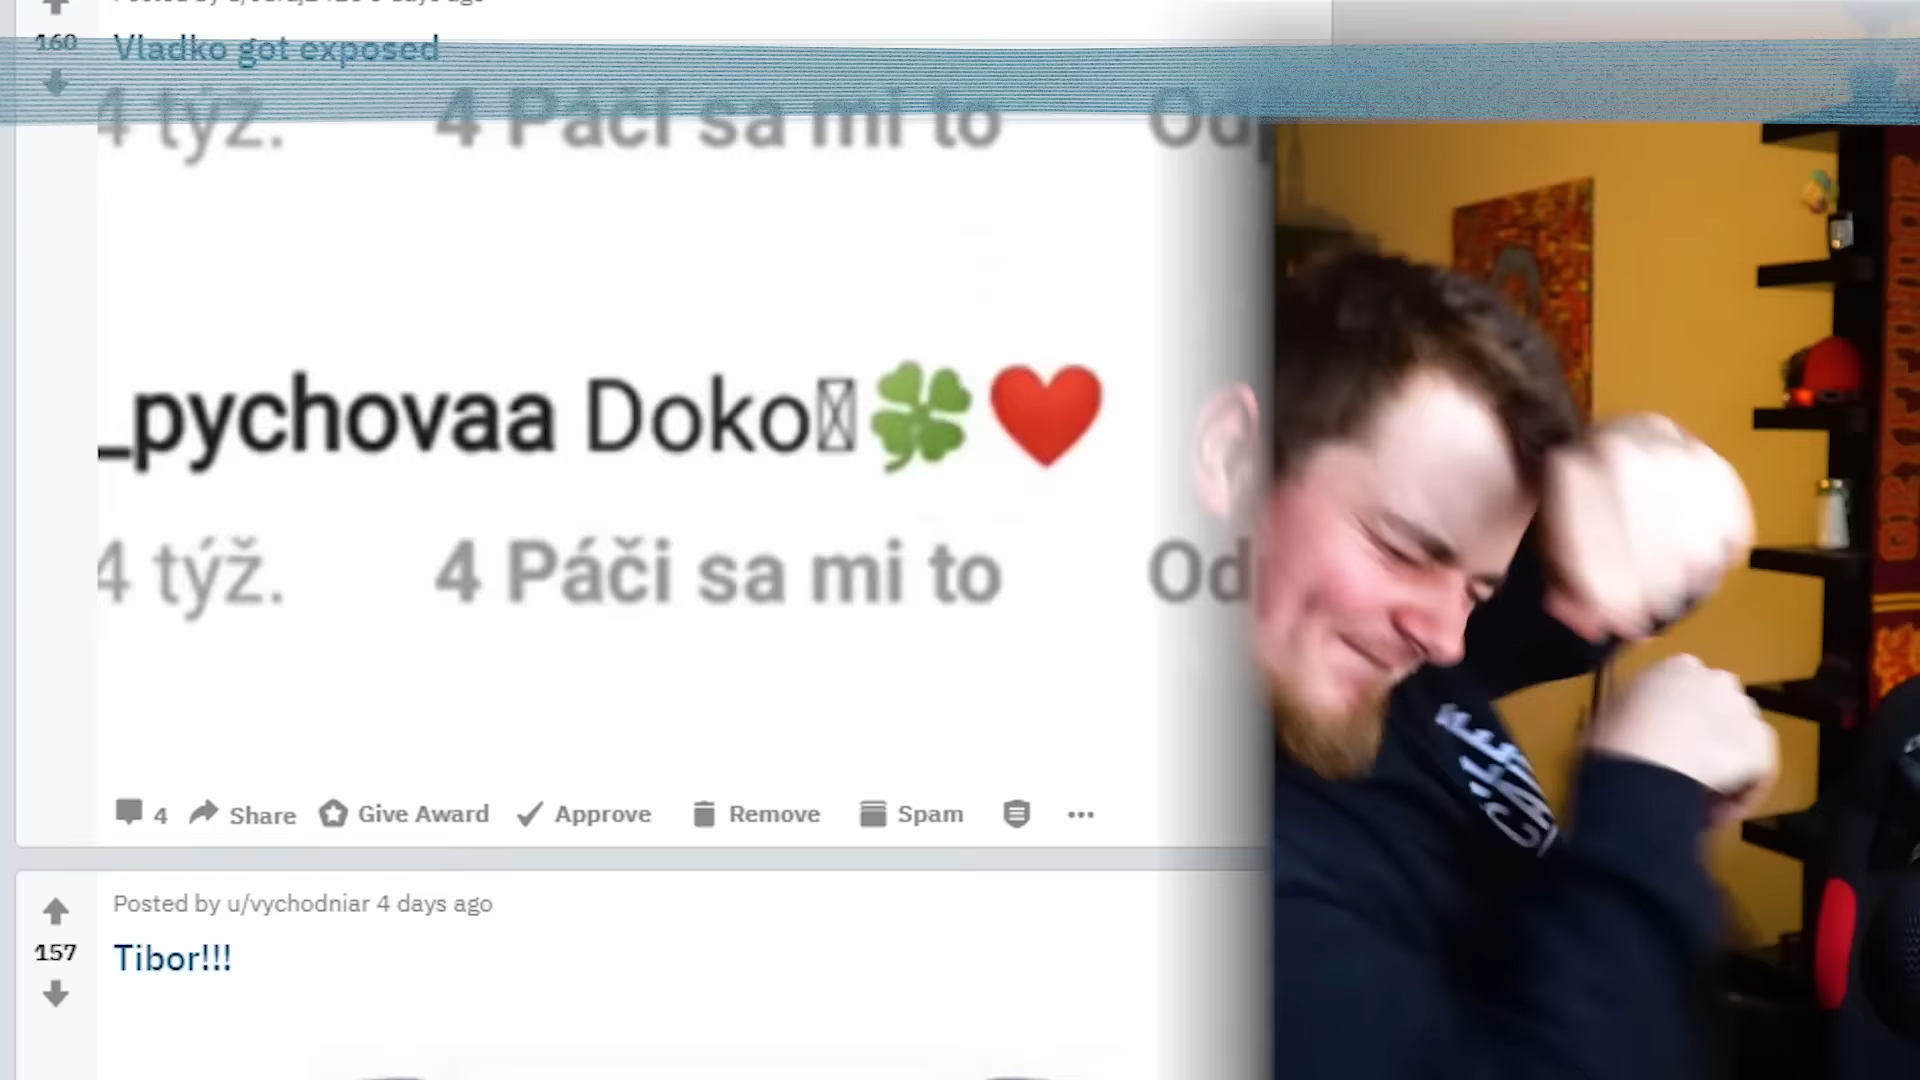 160
Vladko got exposed
4 týž. 4 Páči sa mi to
_pychovaa Doko🍀❤️
4 týž. 4 Páči sa mi to
4 Share Give Award Approve Remove Spam
Posted by u/vychodniar 4 days ago
157
Tibor!!!